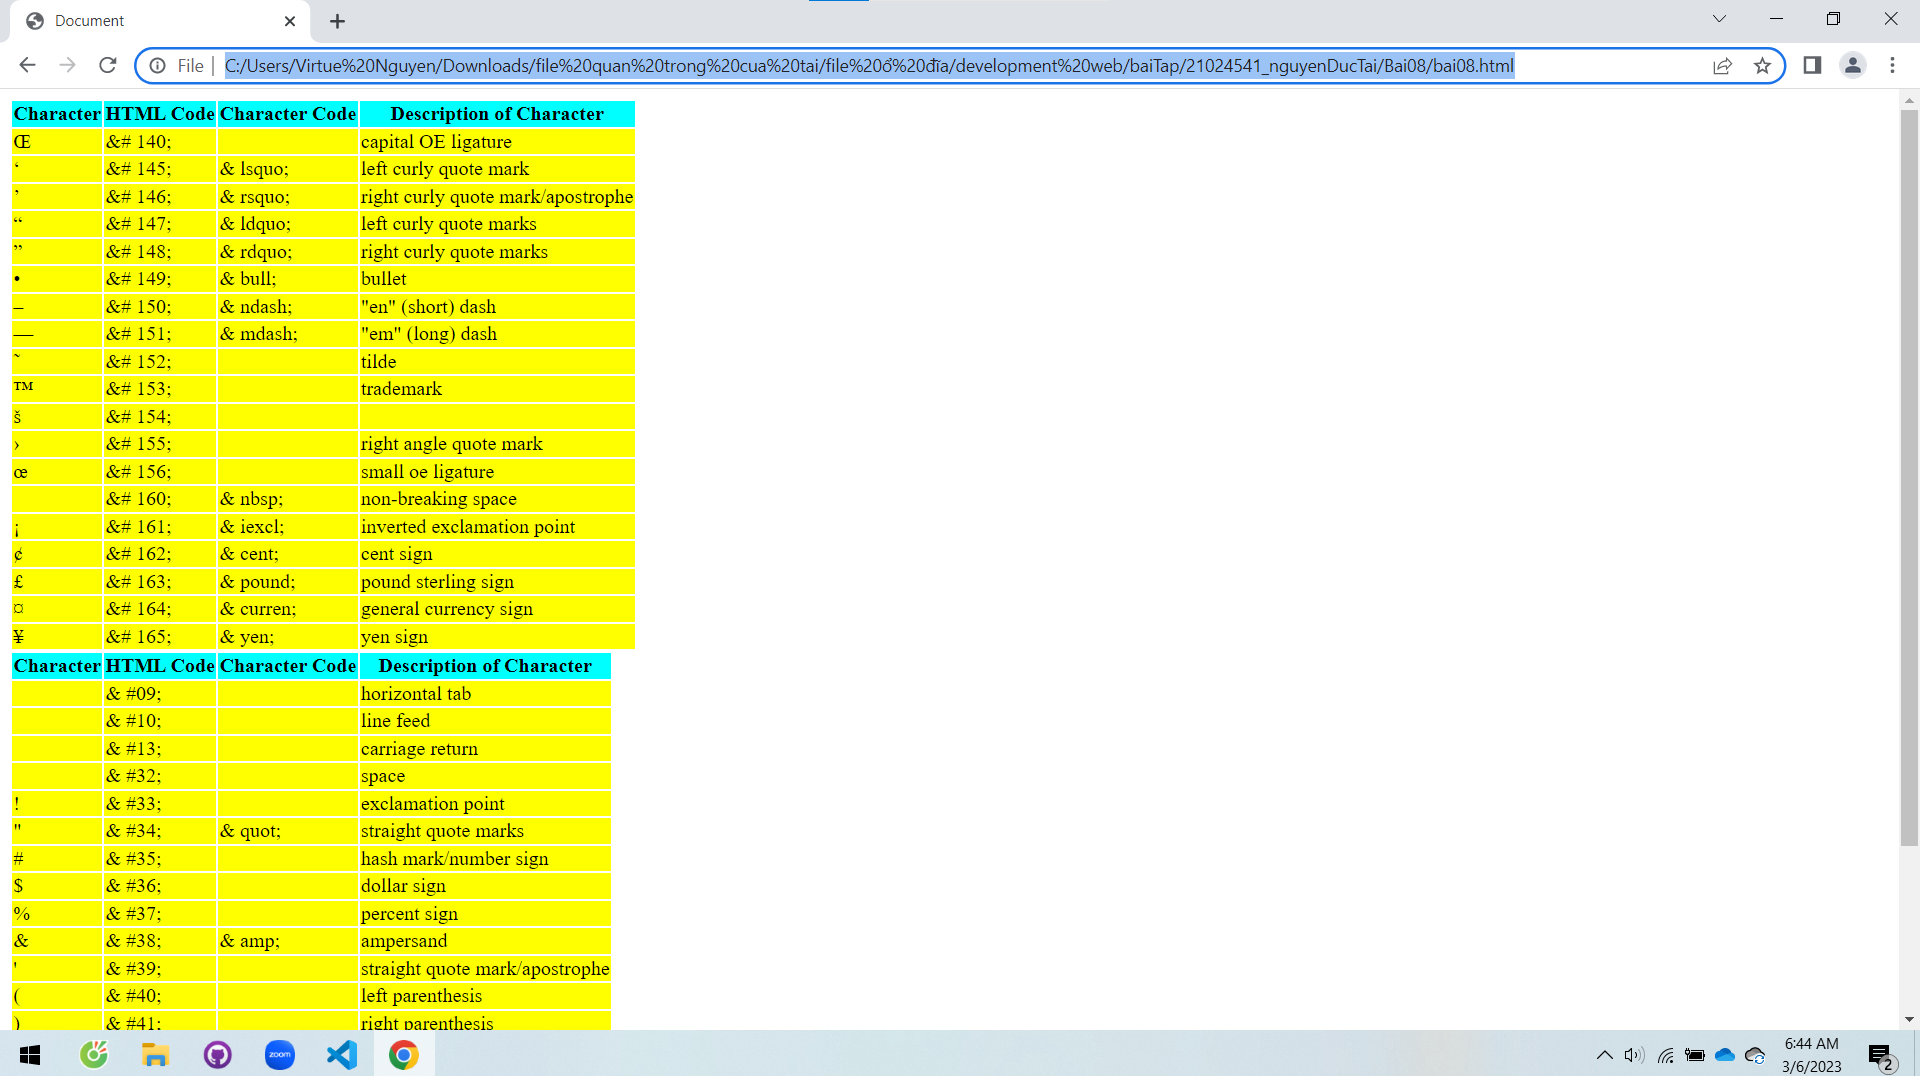 Document
File C:/Users/Virtue%20Nguyen/Downloads/file%20quan%20trong%20cua%20tai/file%20ổ%20đĩa/development%20web/baiTap/21024541_nguyenDucTai/Bai08/bai08.html
Character HTML Code Character Code Description of Character
Œ &# 140; capital OE ligature
‘ &# 145; & lsquo; left curly quote mark
’ &# 146; & rsquo; right curly quote mark/apostrophe
“ &# 147; & ldquo; left curly quote marks
” &# 148; & rdquo; right curly quote marks
• &# 149; & bull; bullet
– &# 150; & ndash; "en" (short) dash
— &# 151; & mdash; "em" (long) dash
˜ &# 152; tilde
™ &# 153; trademark
š &# 154;
› &# 155; right angle quote mark
œ &# 156; small oe ligature
&# 160; & nbsp; non-breaking space
¡ &# 161; & iexcl; inverted exclamation point
¢ &# 162; & cent; cent sign
£ &# 163; & pound; pound sterling sign
¤ &# 164; & curren; general currency sign
¥ &# 165; & yen; yen sign
Character HTML Code Character Code Description of Character
& #09; horizontal tab
& #10; line feed
& #13; carriage return
& #32; space
! & #33; exclamation point
" & #34; & quot; straight quote marks
# & #35; hash mark/number sign
$ & #36; dollar sign
% & #37; percent sign
& & #38; & amp; ampersand
' & #39; straight quote mark/apostrophe
( & #40; left parenthesis
) & #41; right parenthesis
zoom
6:44 AM
3/6/2023
2